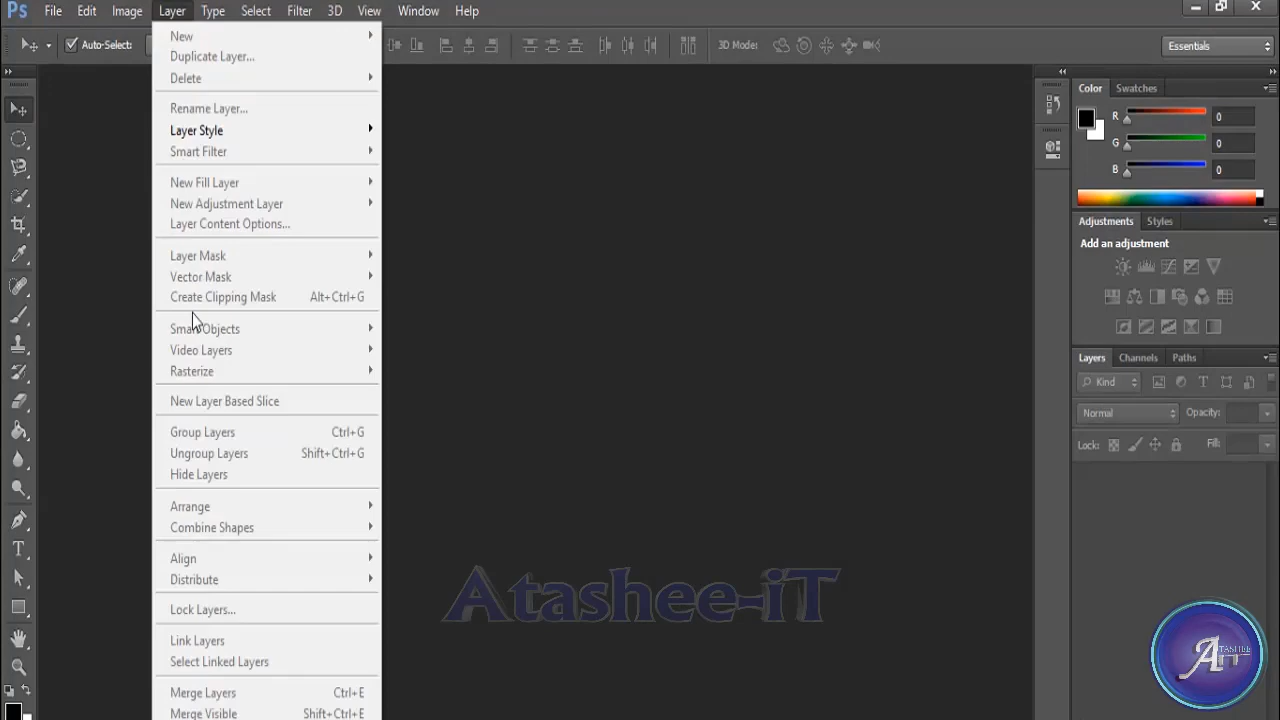 Ps File Edit Image Layer Type Select Filter 3D View Window Help
Auto-Select: 3D Mode: Essentials
New
Duplicate Layer...
Delete
Rename Layer...
Layer Style
Smart Filter
New Fill Layer
New Adjustment Layer
Layer Content Options...
Layer Mask
Vector Mask
Create Clipping Mask Alt+Ctrl+G
Smart Objects
Video Layers
Rasterize
New Layer Based Slice
Group Layers Ctrl+G
Ungroup Layers Shift+Ctrl+G
Hide Layers
Arrange
Combine Shapes
Align
Distribute
Lock Layers...
Link Layers
Select Linked Layers
Merge Layers Ctrl+E
Merge Visible Shift+Ctrl+E
Color Swatches
R 0
G 0
B 0
Adjustments Styles
Add an adjustment
Layers Channels Paths
Kind
Normal Opacity:
Lock: Fill:
Atashee-iT
ATASHEE